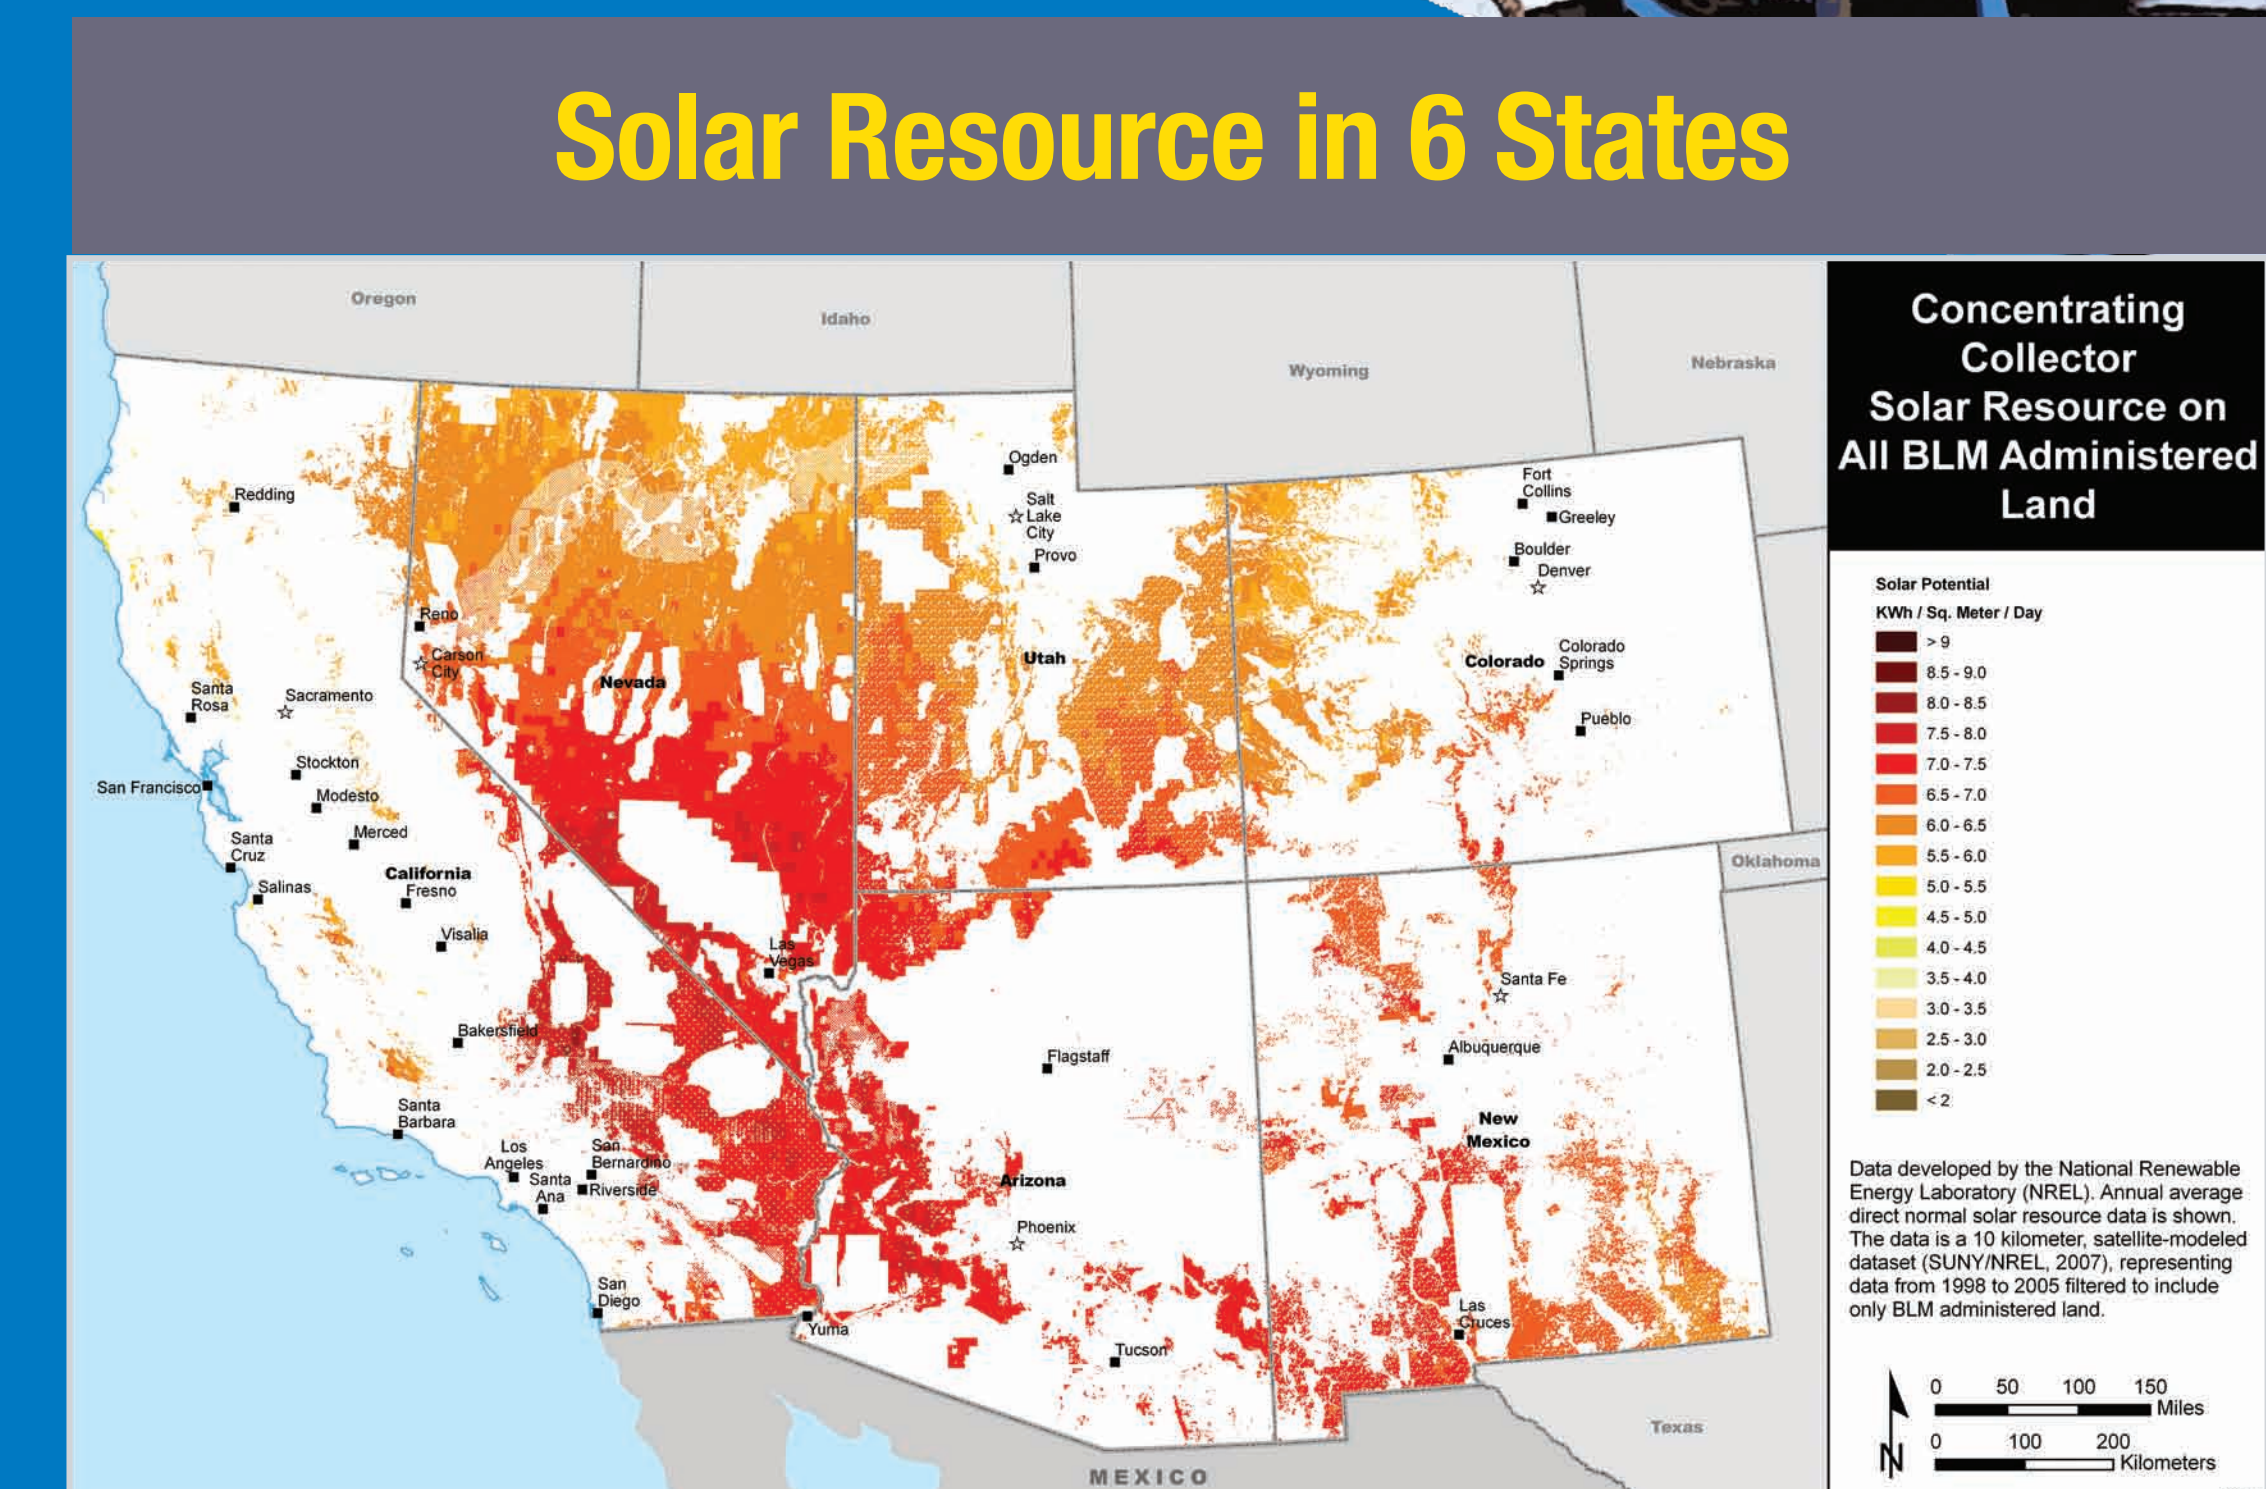 Solar Resource in 6 States
Oregon
Idaho
Wyoming
Nebraska
Ogden
Salt
Lake
City
Provo
Redding
Fort
Collins
Greeley
Boulder
Denver
Reno
Carson
City
Nevada
Utah
Colorado
Colorado
Springs
Pueblo
Santa
Rosa
Sacramento
Stockton
San Francisco
Modesto
Merced
Santa
Cruz
California
Fresno
Salinas
Visalia
Oklahoma
Las
Vegas
Santa Fe
Bakersfield
Flagstaff
Albuquerque
Santa
Barbara
New
Mexico
Los
Angeles
San
Bernardino
Santa
Ana
Riverside
Arizona
Phoenix
San
Diego
Yuma
Las
Cruces
Tucson
Texas
MEXICO
Concentrating
Collector
Solar Resource on
All BLM Administered
Land
Solar Potential
KWh / Sq. Meter / Day
> 9
8.5 - 9.0
8.0 - 8.5
7.5 - 8.0
7.0 - 7.5
6.5 - 7.0
6.0 - 6.5
5.5 - 6.0
5.0 - 5.5
4.5 - 5.0
4.0 - 4.5
3.5 - 4.0
3.0 - 3.5
2.5 - 3.0
2.0 - 2.5
< 2
Data developed by the National Renewable
Energy Laboratory (NREL). Annual average
direct normal solar resource data is shown.
The data is a 10 kilometer, satellite-modeled
dataset (SUNY/NREL, 2007), representing
data from 1998 to 2005 filtered to include
only BLM administered land.
0 50 100 150
Miles
0 100 200
Kilometers
N